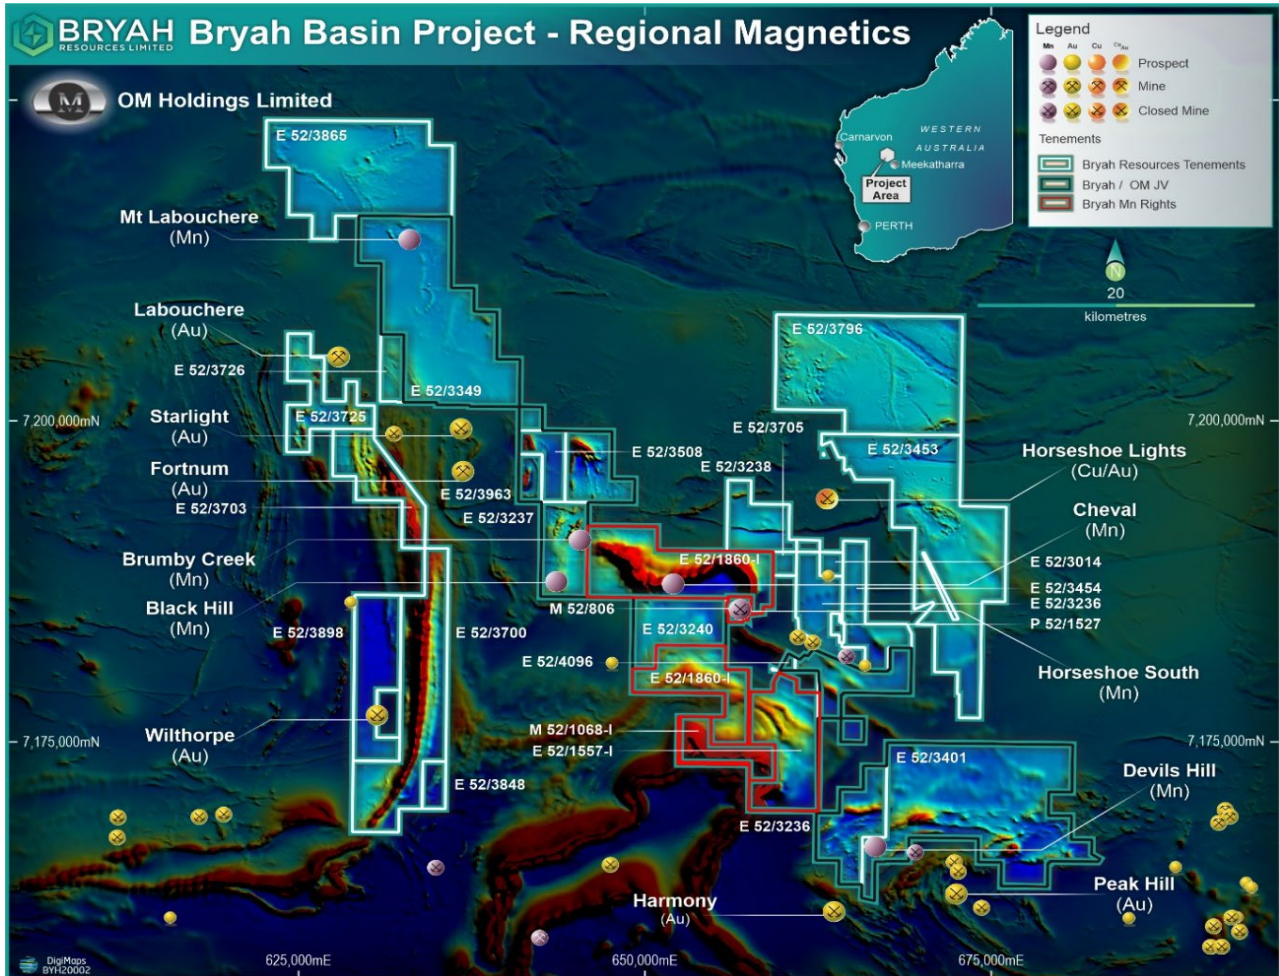 BRYAH
RESOURCES LIMITED
Bryah Basin Project - Regional Magnetics
M
OM Holdings Limited
Legend
Mn Au Cu Cu/Au
Prospect
Mine
Closed Mine
Tenements
Bryah Resources Tenements
Bryah / OM JV
Bryah Mn Rights
Carnarvon
WESTERN
AUSTRALIA
Meekatharra
Project
Area
PERTH
N
20
kilometres
E 52/3865
Mt Labouchere
(Mn)
Labouchere
(Au)
E 52/3726
E 52/3349
E 52/3796
7,200,000mN
7,200,000mN
Starlight
(Au)
E 52/3725
E 52/3705
E 52/3508
E 52/3453
E 52/3238
Horseshoe Lights
(Cu/Au)
Fortnum
(Au)
E 52/3963
E 52/3703
E 52/3237
Cheval
(Mn)
Brumby Creek
(Mn)
E 52/1860-I
E 52/3014
E 52/3454
E 52/3236
P 52/1527
Black Hill
(Mn)
M 52/806
E 52/3898
E 52/3700
E 52/3240
E 52/4096
E 52/1860-I
Horseshoe South
(Mn)
M 52/1068-I
E 52/1557-I
Wilthorpe
(Au)
7,175,000mN
7,175,000mN
E 52/3401
E 52/3848
Devils Hill
(Mn)
E 52/3236
Peak Hill
(Au)
Harmony
(Au)
DigiMaps
BYH20002
625,000mE
650,000mE
675,000mE